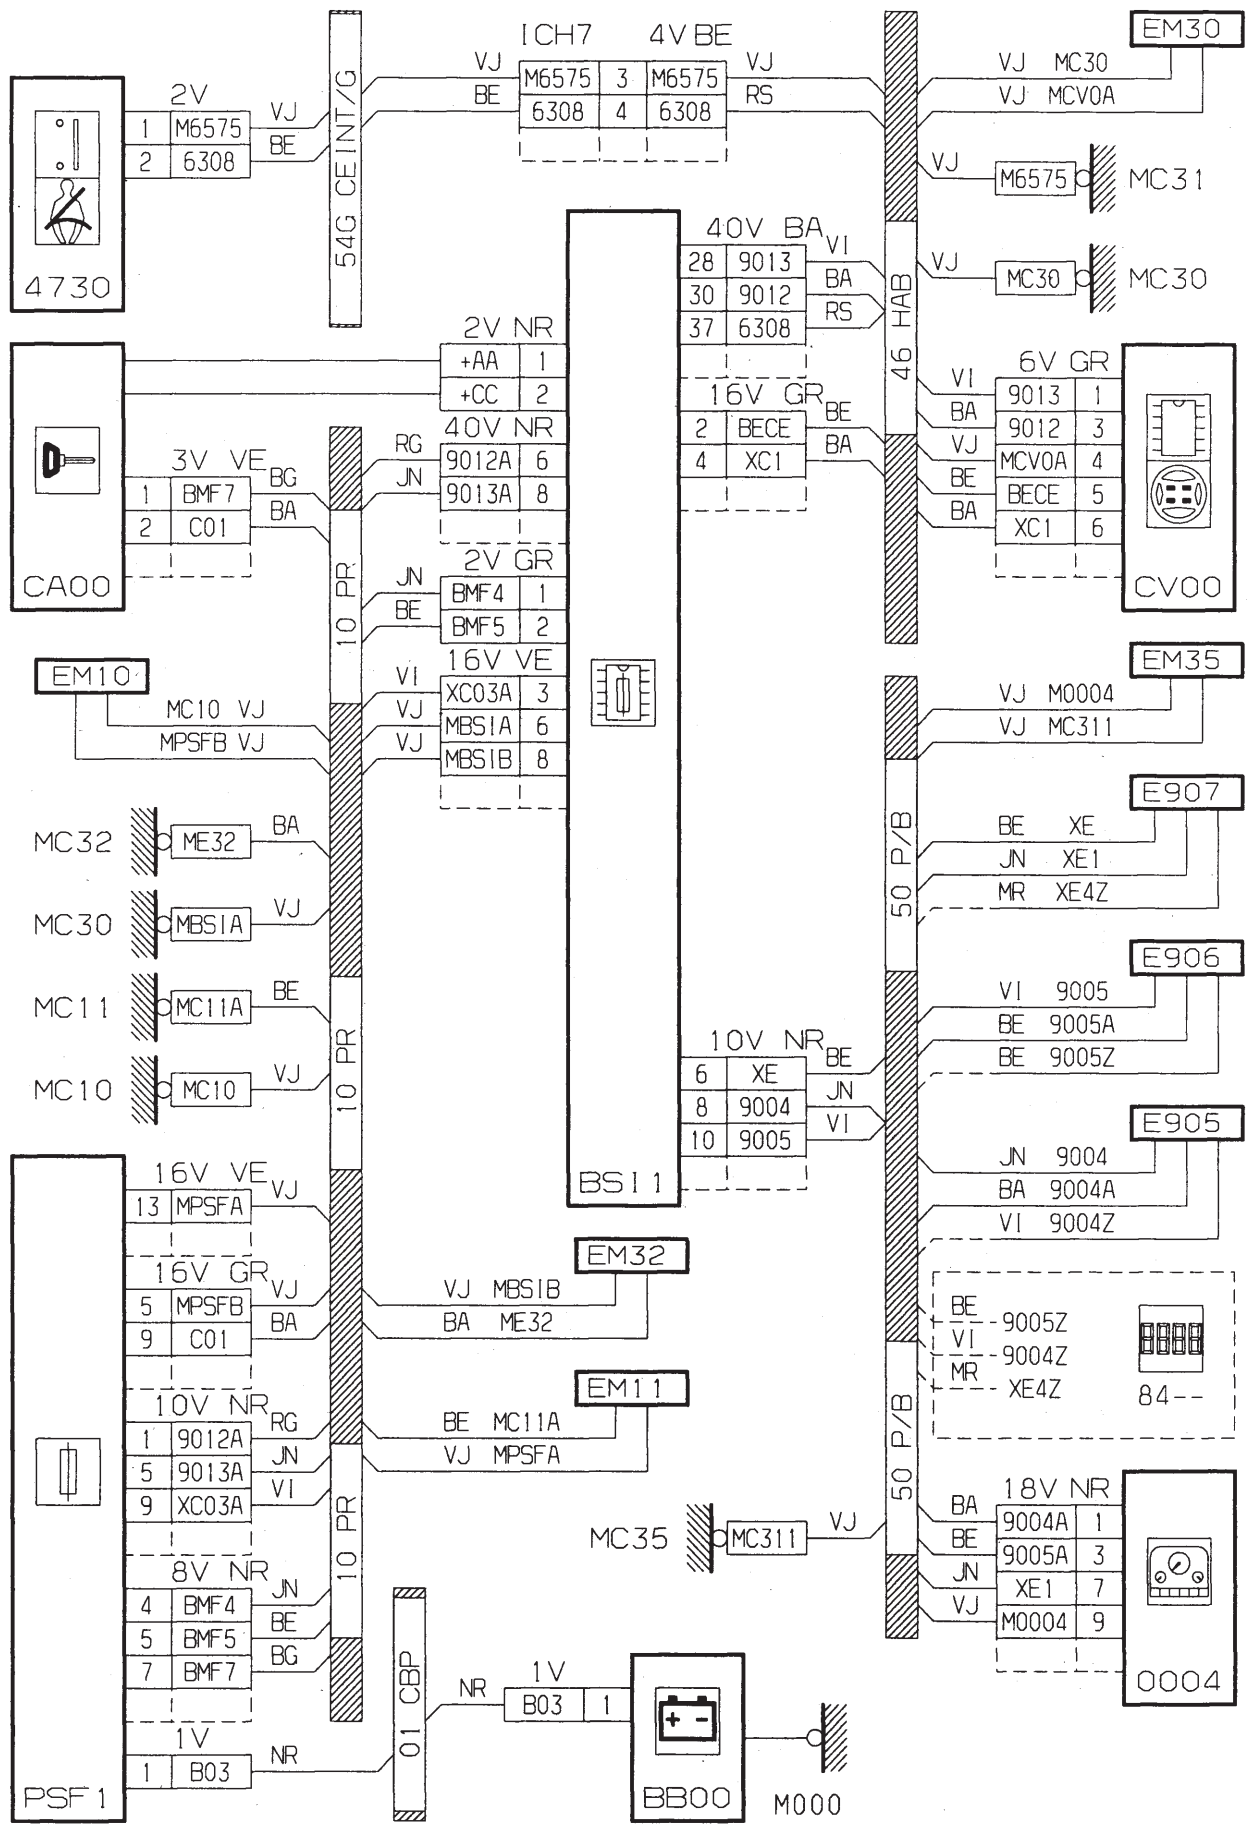 ICH7 4V BE
EM30
VJ M6575 3 M6575 VJ
BE 6308 4 6308 RS
VJ MC30
VJ MCV0A
2V
1 M6575 VJ
2 6308 BE
4730
54G CEINT/G
VJ M6575 MC31
VJ MC30 MC30
46 HAB
40V BA
28 9013 VI
30 9012 BA
37 6308 RS
2V NR
+AA 1
+CC 2
16V GR
2 BECE BE
4 XC1 BA
6V GR
VI 9013 1
BA 9012 3
VJ MCV0A 4
BE BECE 5
BA XC1 6
CV00
40V NR
RG 9012A 6
JN 9013A 8
3V VE
1 BMF7 BG
2 C01 BA
CA00
10 PR
2V GR
JN BMF4 1
BE BMF5 2
16V VE
VI XC03A 3
VJ MBSIA 6
VJ MBSIB 8
EM10
MC10 VJ
MPSFB VJ
EM35
VJ M0004
VJ MC311
50 P/B
E907
BE XE
JN XE1
MR XE4Z
MC32 ME32 BA
MC30 MBSIA VJ
MC11 MC11A BE
MC10 MC10 VJ
10 PR
E906
VI 9005
BE 9005A
BE 9005Z
10V NR
6 XE BE
8 9004 JN
10 9005 VI
BSI1
E905
JN 9004
BA 9004A
VI 9004Z
16V VE
13 MPSFA VJ
16V GR
5 MPSFB VJ
9 C01 BA
EM32
VJ MBSIB
BA ME32
BE 9005Z
VI 9004Z
MR XE4Z
84--
EM11
BE MC11A
VJ MPSFA
10V NR
1 9012A RG
5 9013A JN
9 XC03A VI
10 PR
50 P/B
MC35 MC311 VJ
18V NR
BA 9004A 1
BE 9005A 3
JN XE1 7
VJ M0004 9
0004
8V NR
4 BMF4 JN
5 BMF5 BE
7 BMF7 BG
1V
1 B03 NR
PSF1
01 CBP
1V
NR B03 1
BB00
M000